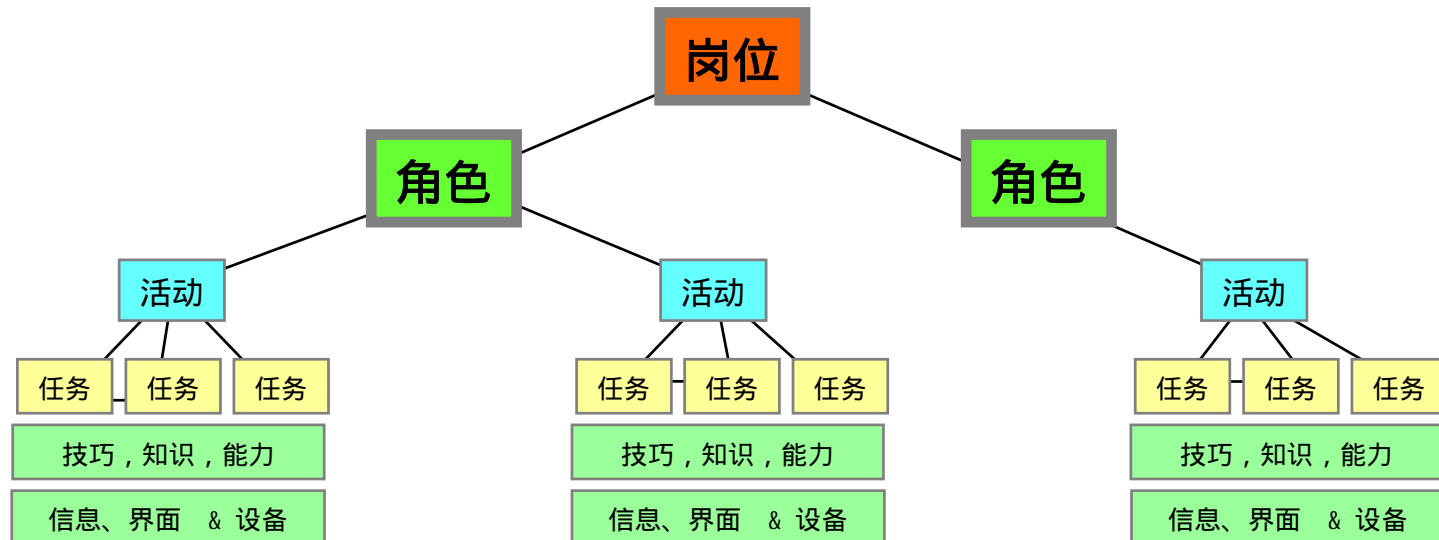 岗位
角色
角色
活动
活动
活动
任务
任务
任务
任务
任务
任务
任务
任务
任务
技巧，知识，能力
技巧，知识，能力
技巧，知识，能力
信息、界面 & 设备
信息、界面 & 设备
信息、界面 & 设备